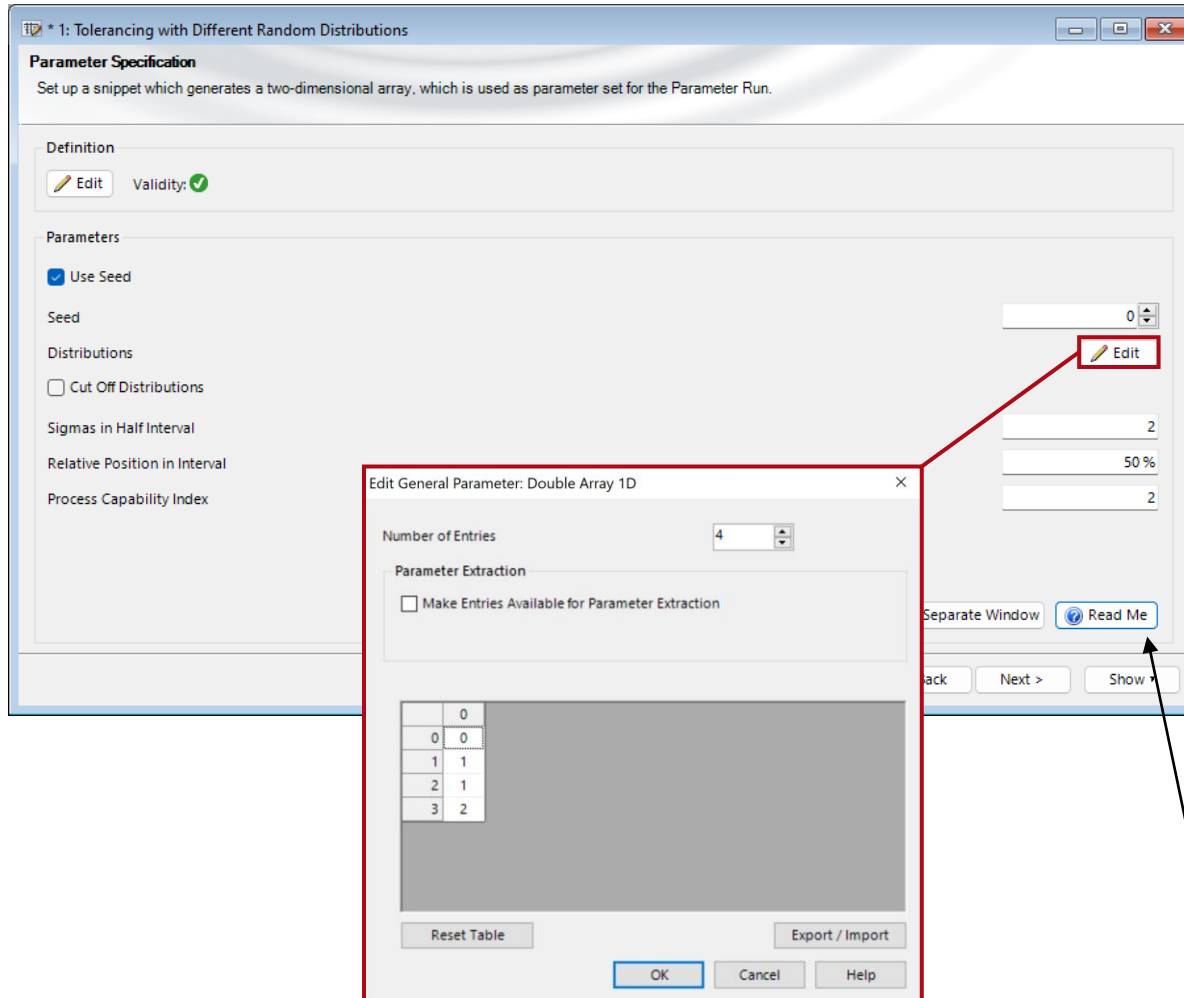 * 1: Tolerancing with Different Random Distributions
Parameter Specification
Set up a snippet which generates a two-dimensional array, which is used as parameter set for the Parameter Run.
Definition
Edit Validity:
Parameters
Use Seed
Seed 0
Distributions Edit
Cut Off Distributions
Sigmas in Half Interval 2
Relative Position in Interval 50 %
Process Capability Index 2
Separate Window Read Me
Next > Show
Edit General Parameter: Double Array 1D
Number of Entries 4
Parameter Extraction
Make Entries Available for Parameter Extraction
0
0 0
1 1
2 1
3 2
Reset Table Export / Import
OK Cancel Help